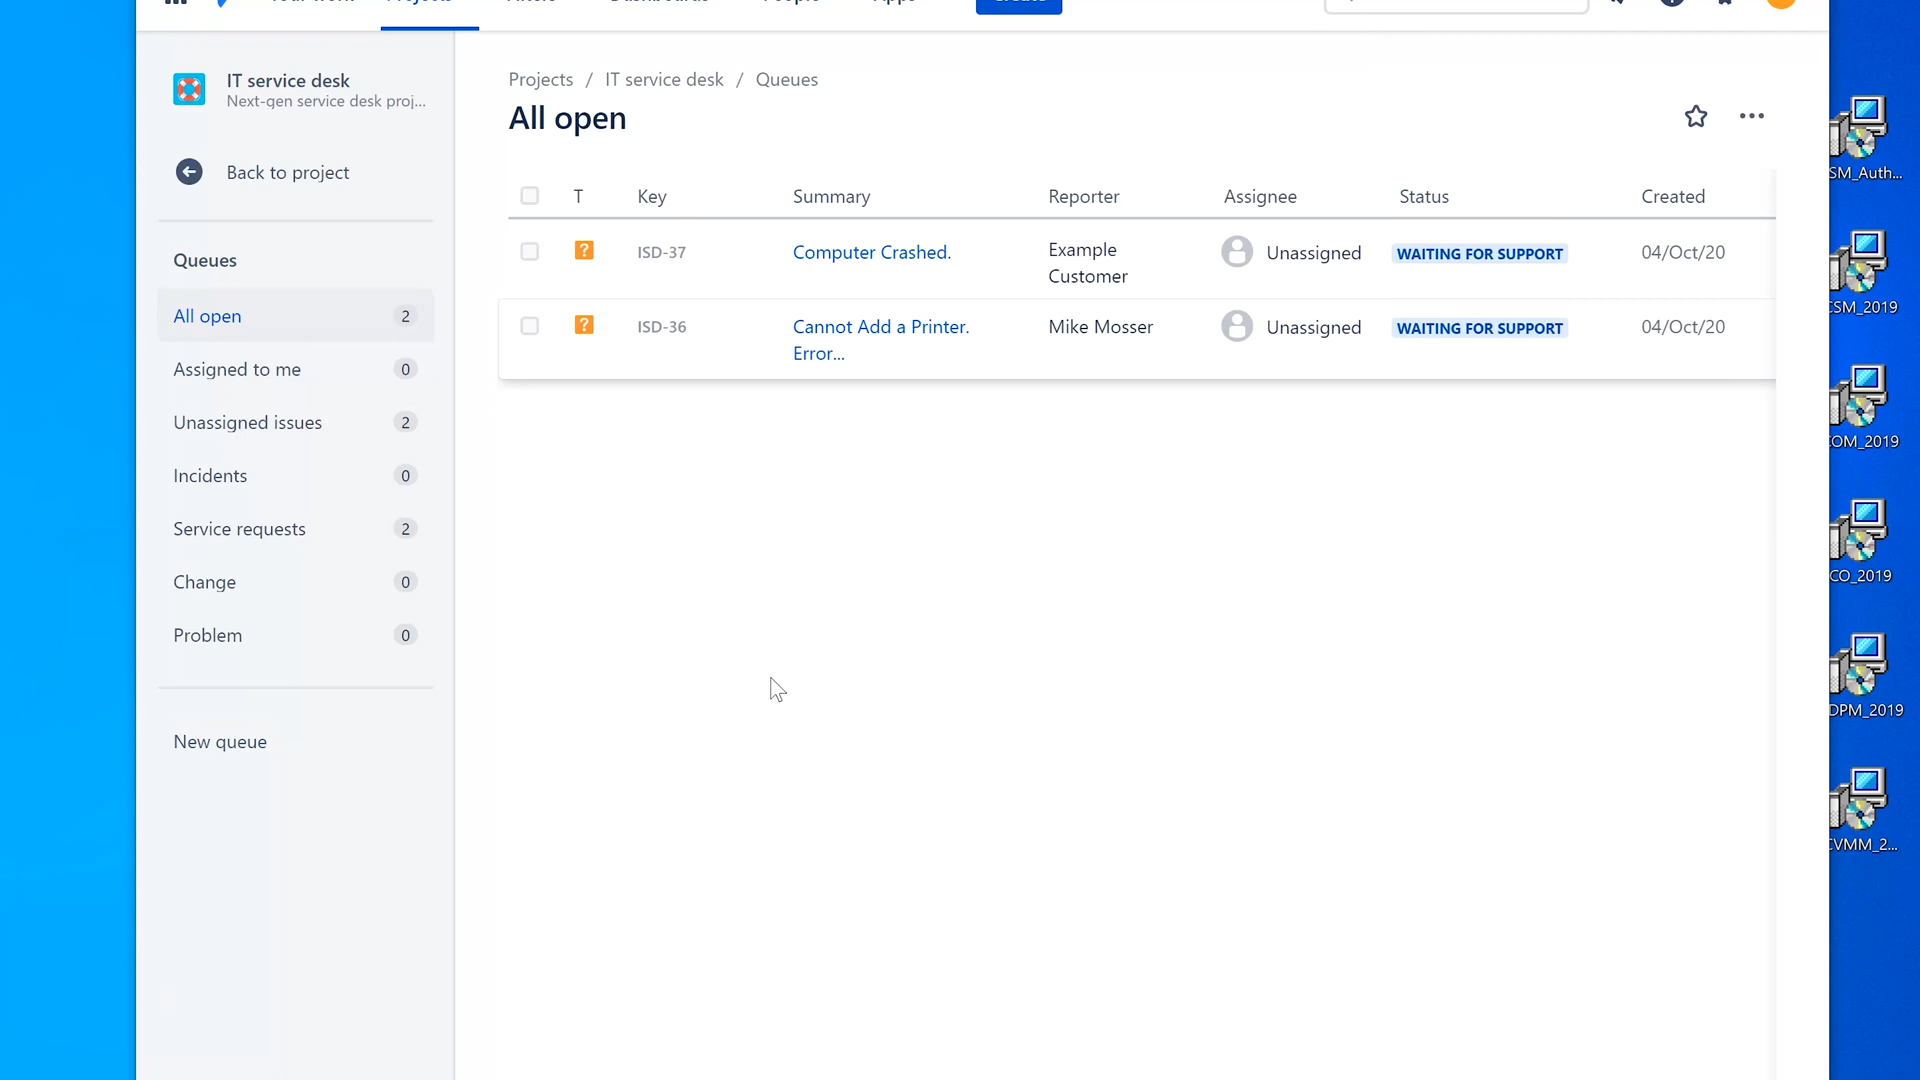 IT service desk
Next-gen service desk proj...
Back to project
Queues
All open 2
Assigned to me 0
Unassigned issues 2
Incidents 0
Service requests 2
Change 0
Problem 0
New queue
Projects / IT service desk / Queues
All open
T Key Summary Reporter Assignee Status Created
? ISD-37 Computer Crashed. Example Customer Unassigned WAITING FOR SUPPORT 04/Oct/20
? ISD-36 Cannot Add a Printer. Error... Mike Mosser Unassigned WAITING FOR SUPPORT 04/Oct/20
SM_Auth...
SM_2019
OM_2019
CO_2019
DPM_2019
VMM_2...